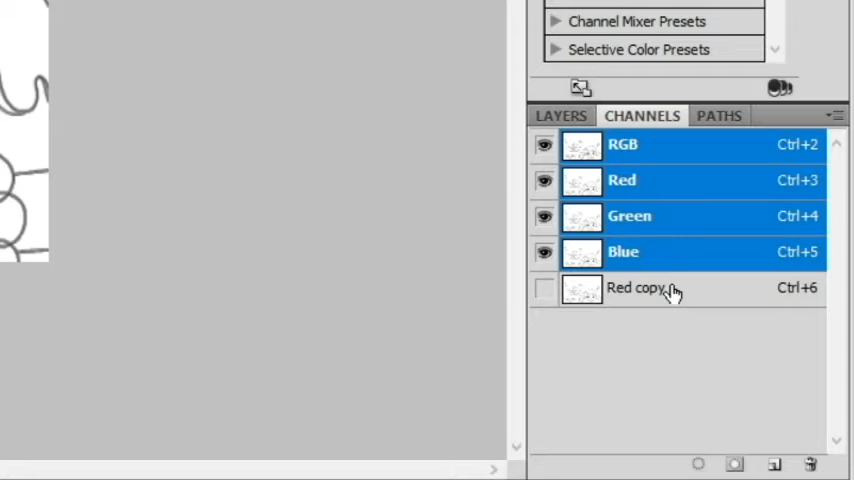 Channel Mixer Presets
Selective Color Presets
LAYERS CHANNELS PATHS
RGB Ctrl+2
Red Ctrl+3
Green Ctrl+4
Blue Ctrl+5
Red copy Ctrl+6